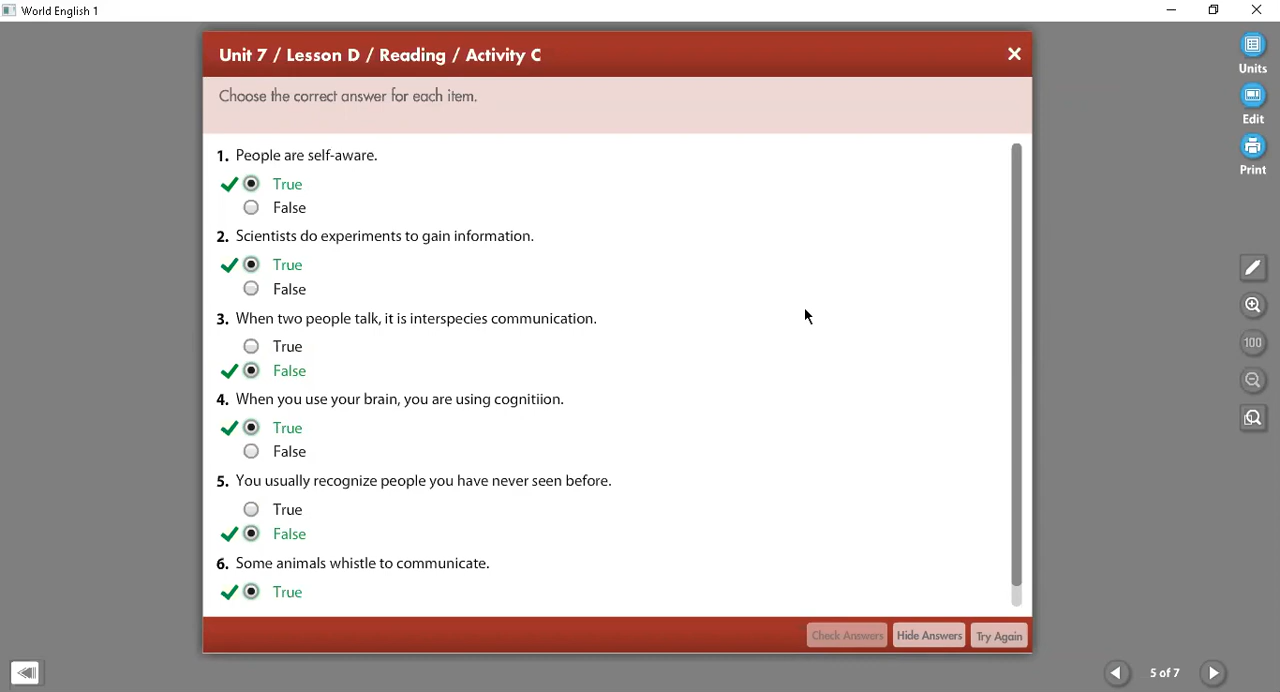 World English 1
Unit 7 / Lesson D / Reading / Activity C
Choose the correct answer for each item.
Units
Edit
Print
1. People are self-aware.
True
False
2. Scientists do experiments to gain information.
True
False
3. When two people talk, it is interspecies communication.
True
False
4. When you use your brain, you are using cognitiion.
True
False
5. You usually recognize people you have never seen before.
True
False
6. Some animals whistle to communicate.
True
100
Check Answers
Hide Answers
Try Again
5 of 7